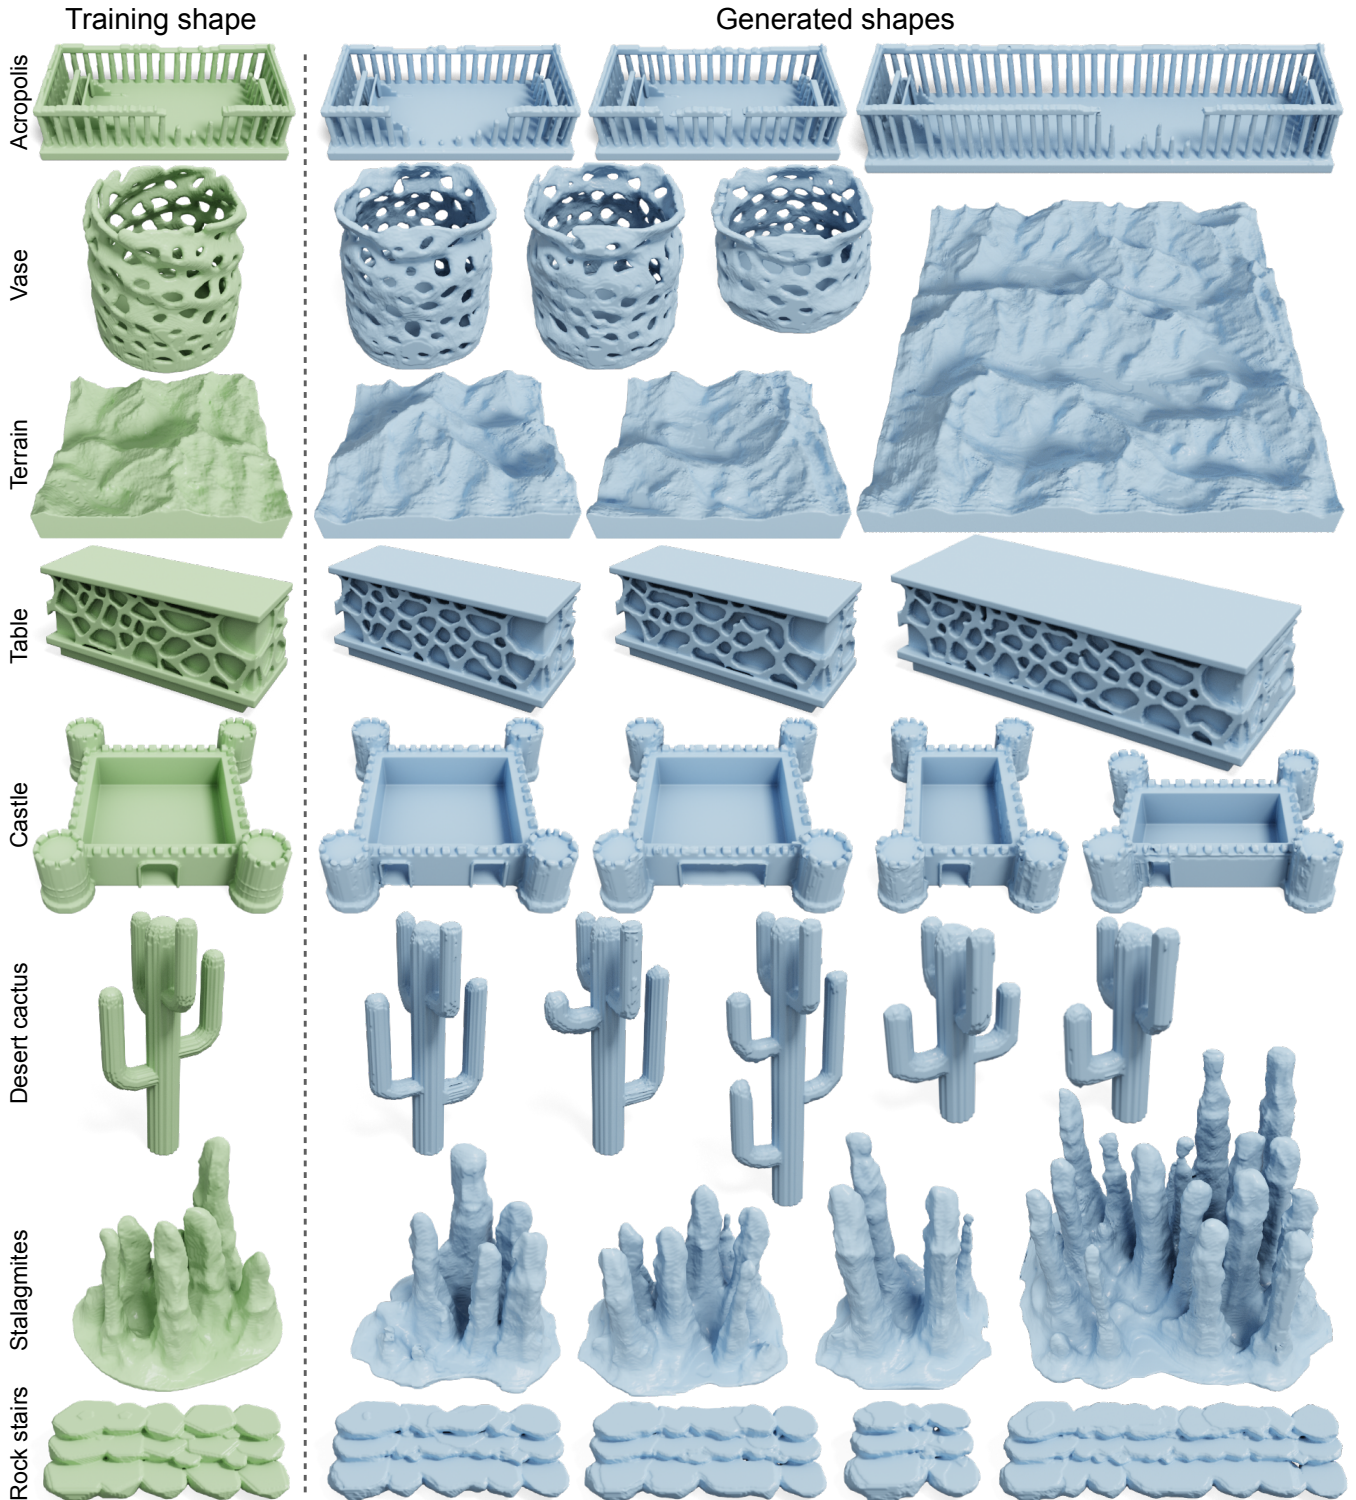 Training shape
Generated shapes
Acropolis
Vase
Terrain
Table
Castle
Desert cactus
Stalagmites
Rock stairs